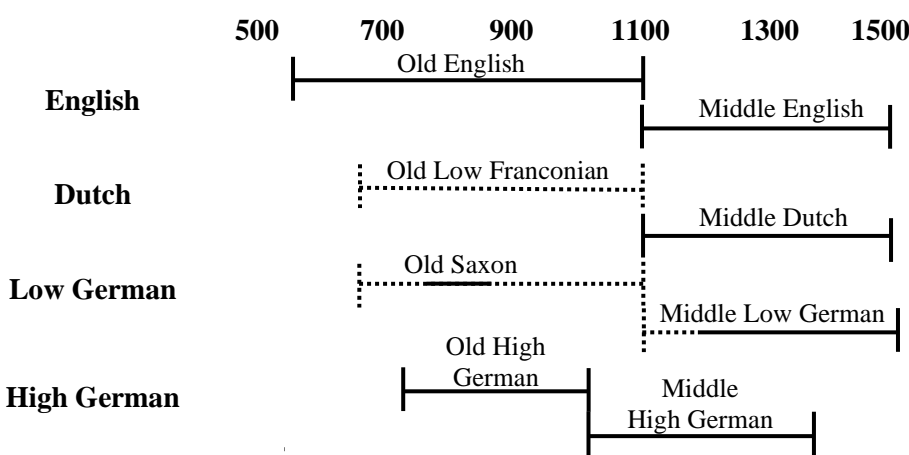 500 700 900 1100 1300 1500
Old English
English
Middle English
Old Low Franconian
Dutch
Middle Dutch
Old Saxon
Low German
Middle Low German
Old High
German
High German
Middle
High German